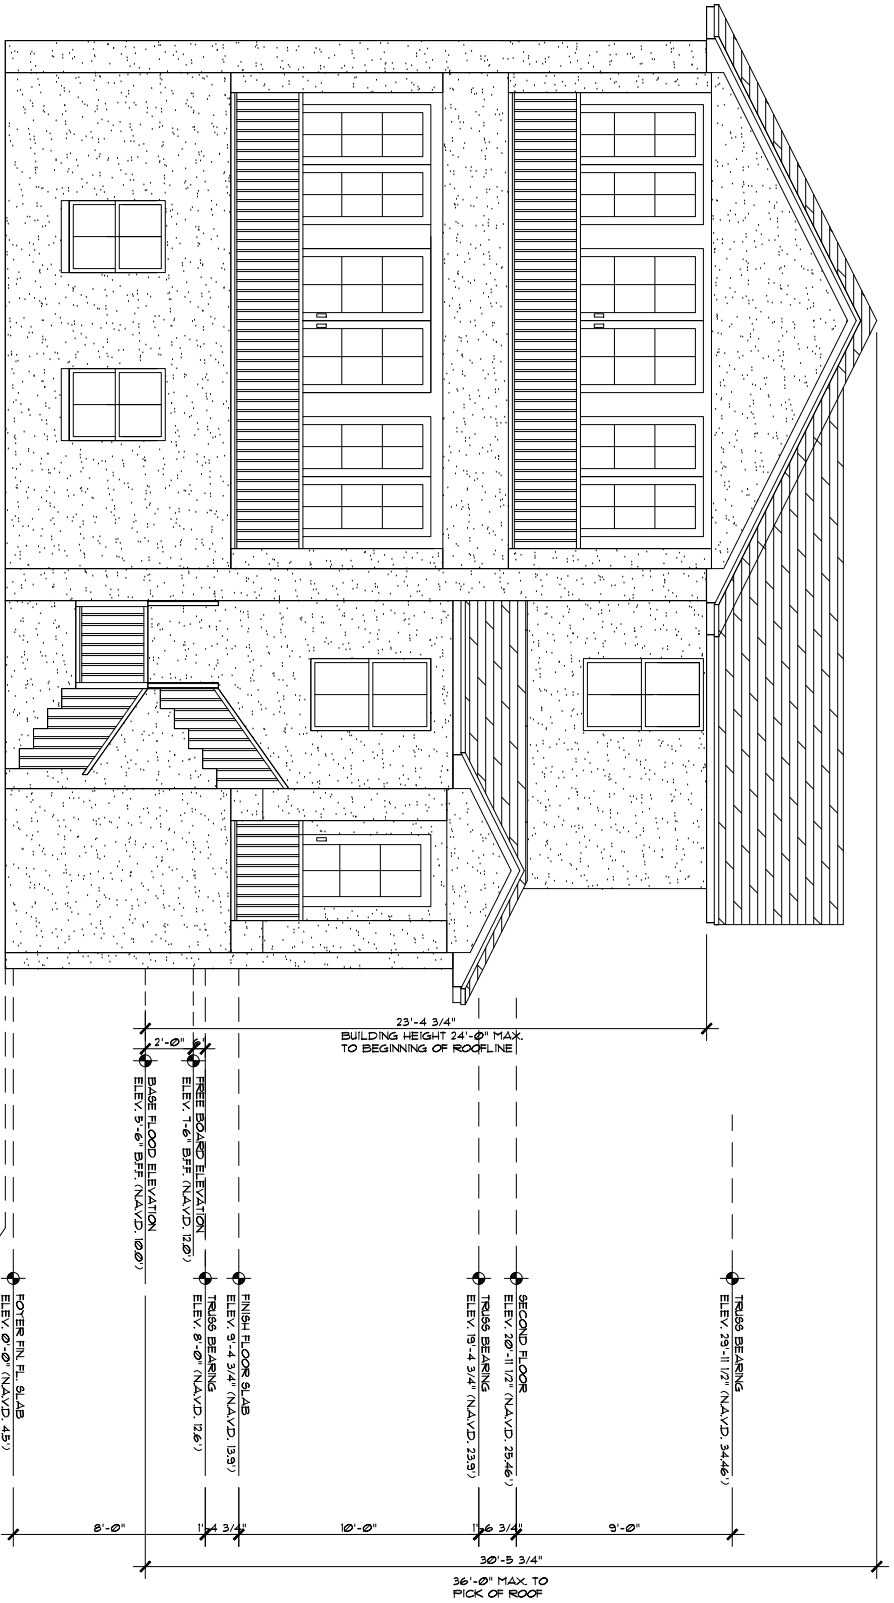 23'-4 3/4"
BUILDING HEIGHT 24'-0" MAX.
TO BEGINNING OF ROOFLINE
2'-0"
6"
BASE FLOOD ELEVATION
ELEV. 5'-6" B.F.F. (N.A.V.D. 10.0')
FREE BOARD ELEVATION
ELEV. 7-6" B.F.F. (N.A.V.D. 12.0')
FOYER FIN. FL. SLAB
ELEV. 0'-0" (N.A.V.D. 4.5')
TRUSS BEARING
ELEV. 8'-0" (N.A.V.D. 12.6')
FINISH FLOOR SLAB
ELEV. 9'-4 3/4" (N.A.V.D. 13.9')
TRUSS BEARING
ELEV. 19'-4 3/4" (N.A.V.D. 23.9')
SECOND FLOOR
ELEV. 20'-11 1/2" (N.A.V.D. 25.46')
TRUSS BEARING
ELEV. 29'-11 1/2" (N.A.V.D. 34.46')
8'-0"
1'-4 3/4"
10'-0"
1'-6 3/4"
9'-0"
30'-5 3/4"
36'-0" MAX. TO
PICK OF ROOF